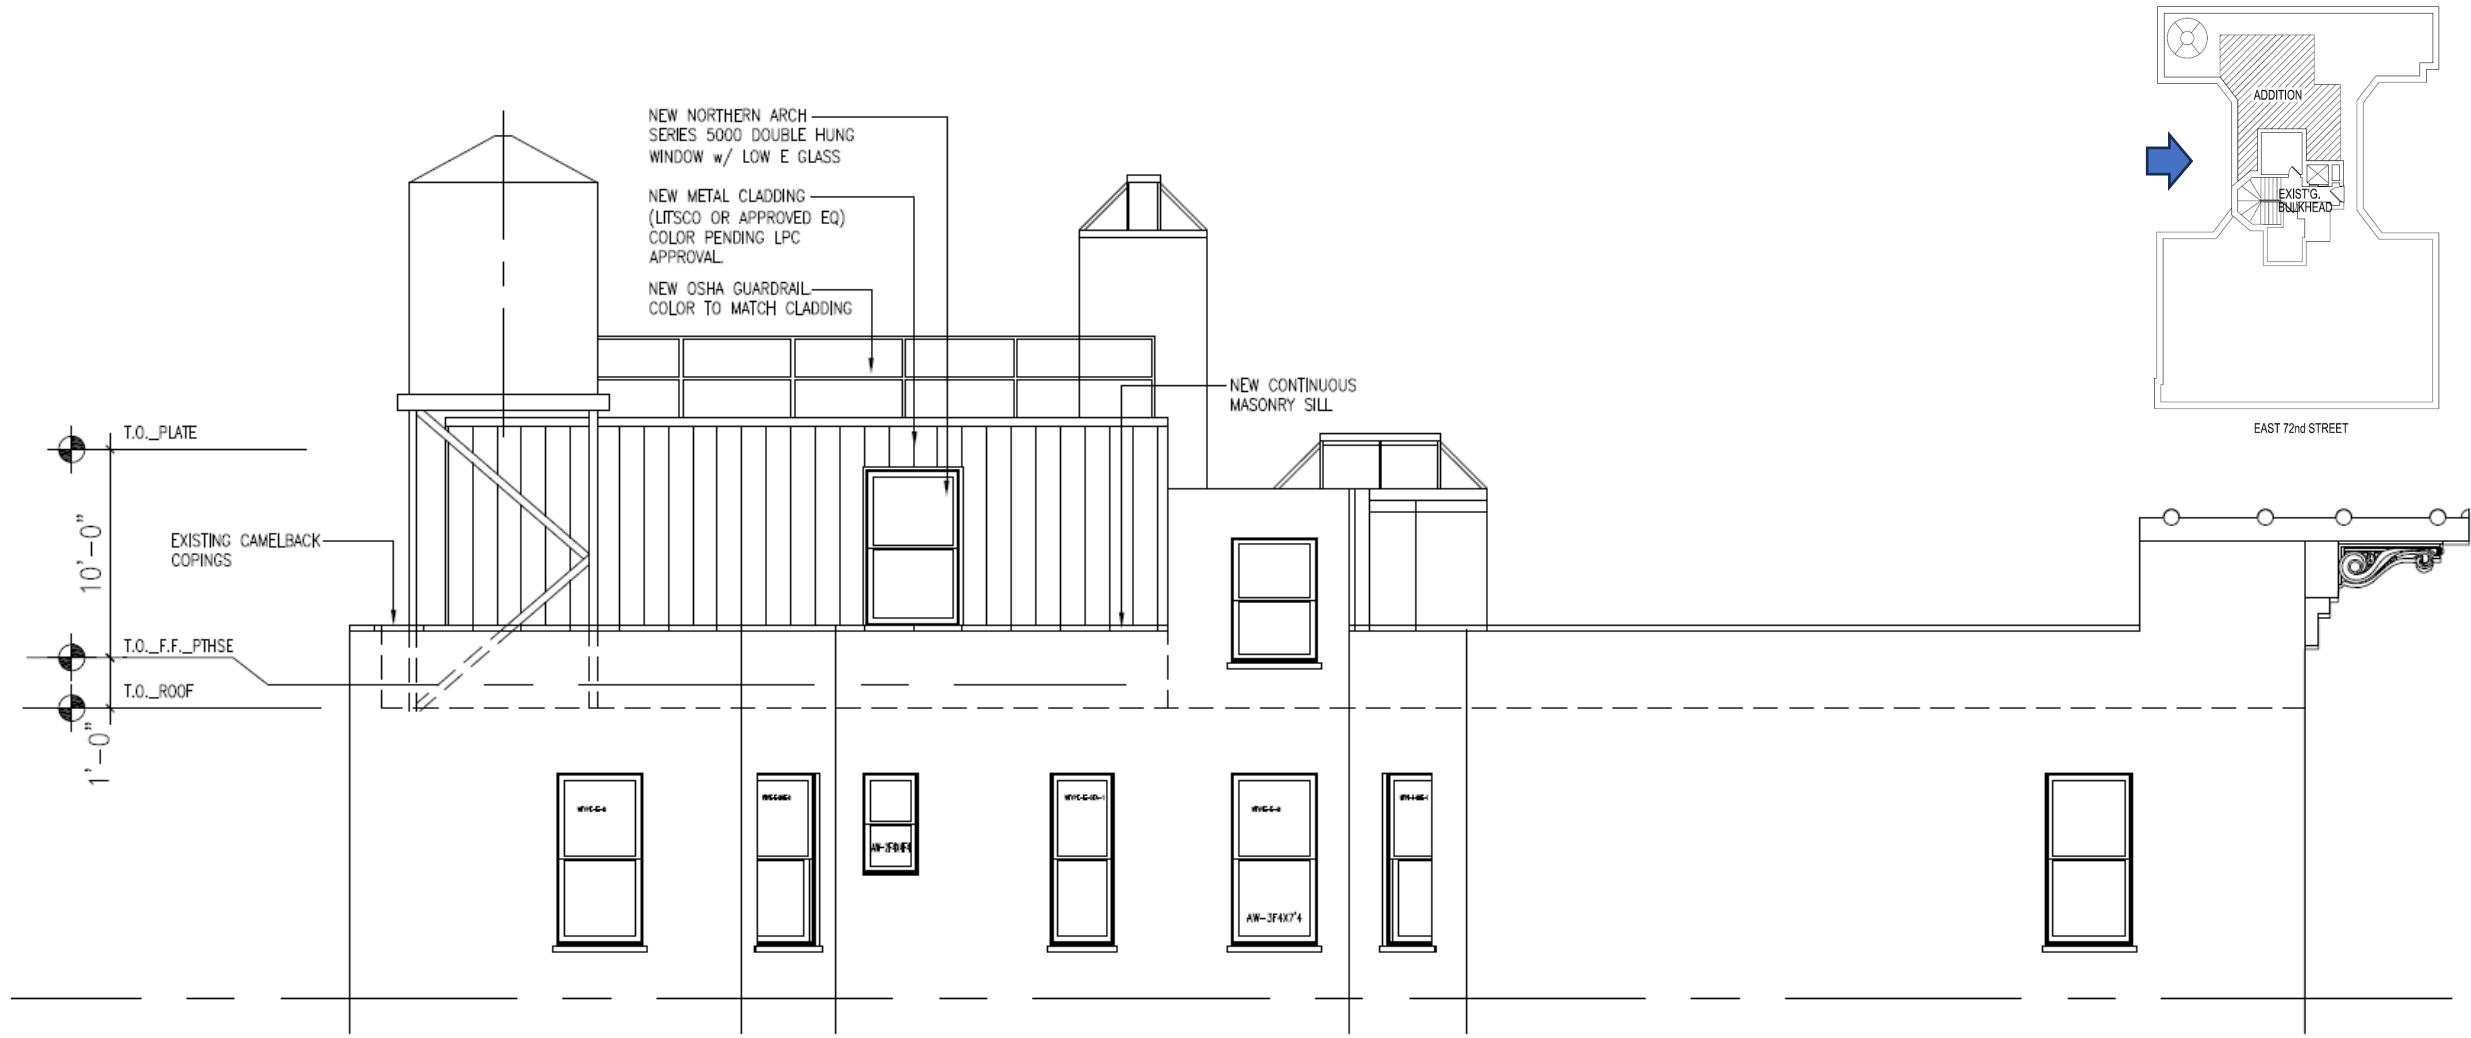 NEW NORTHERN ARCH
SERIES 5000 DOUBLE HUNG
WINDOW w/ LOW E GLASS
NEW METAL CLADDING
(LITSCO OR APPROVED EQ)
COLOR PENDING LPC
APPROVAL.
NEW OSHA GUARDRAIL.
COLOR TO MATCH CLADDING
NEW CONTINUOUS
MASONRY SILL
T.O._PLATE
10'-0"
EXISTING CAMELBACK
COPINGS
T.O._F.F._PTHSE
T.O._ROOF
1'-0"
AW-3F4X7'4
ADDITION
EXIST'G.
BULKHEAD
EAST 72nd STREET